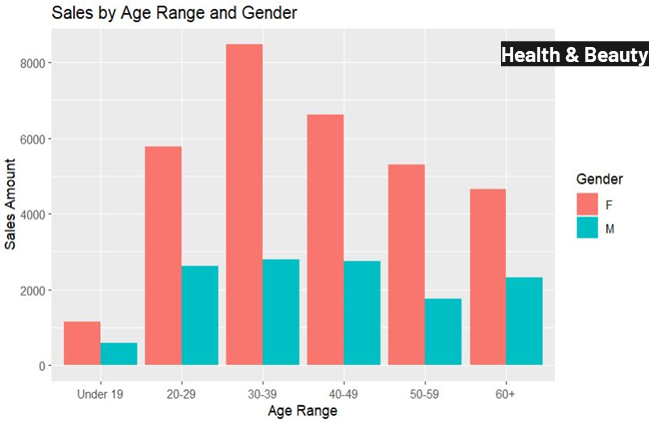 Sales by Age Range and Gender
Health & Beauty
8000
6000
4000
2000
0
Sales Amount
Under 19
20-29
30-39
40-49
50-59
60+
Age Range
Gender
F
M